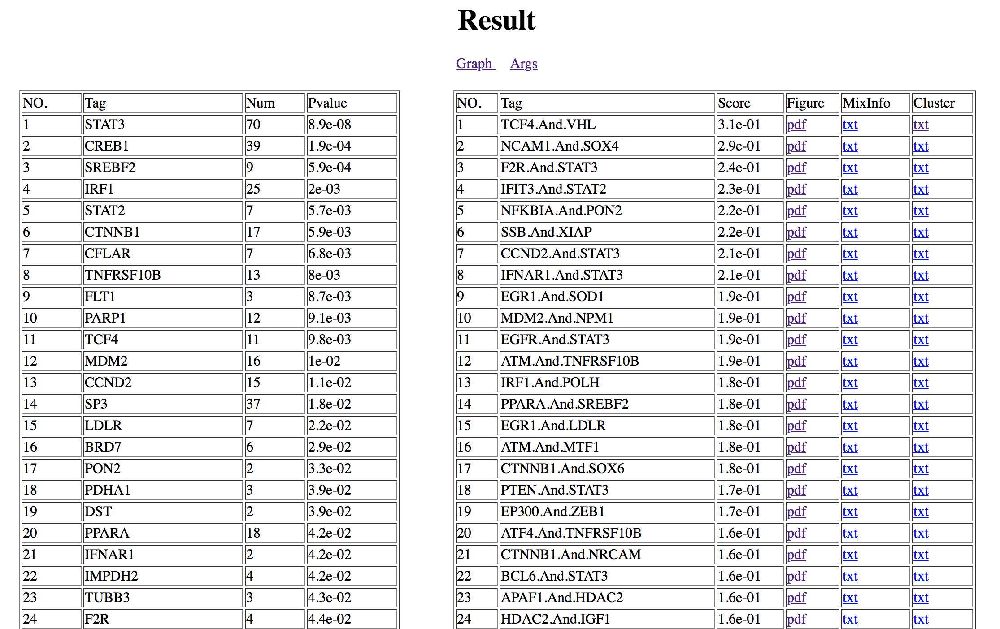 Result
Graph Args
NO. Tag Num Pvalue
1 STAT3 70 8.9e-08
2 CREB1 39 1.9e-04
3 SREBF2 9 5.9e-04
4 IRF1 25 2e-03
5 STAT2 7 5.7e-03
6 CTNNB1 17 5.9e-03
7 CFLAR 7 6.8e-03
8 TNFRSF10B 13 8e-03
9 FLT1 3 8.7e-03
10 PARP1 12 9.1e-03
11 TCF4 11 9.8e-03
12 MDM2 16 1e-02
13 CCND2 15 1.1e-02
14 SP3 37 1.8e-02
15 LDLR 7 2.2e-02
16 BRD7 6 2.9e-02
17 PON2 2 3.3e-02
18 PDHA1 3 3.9e-02
19 DST 2 3.9e-02
20 PPARA 18 4.2e-02
21 IFNAR1 2 4.2e-02
22 IMPDH2 4 4.2e-02
23 TUBB3 3 4.3e-02
24 F2R 4 4.4e-02
NO. Tag Score Figure MixInfo Cluster
1 TCF4.And.VHL 3.1e-01 pdf txt txt
2 NCAM1.And.SOX4 2.9e-01 pdf txt txt
3 F2R.And.STAT3 2.4e-01 pdf txt txt
4 IFIT3.And.STAT2 2.3e-01 pdf txt txt
5 NFKBIA.And.PON2 2.2e-01 pdf txt txt
6 SSB.And.XIAP 2.2e-01 pdf txt txt
7 CCND2.And.STAT3 2.1e-01 pdf txt txt
8 IFNAR1.And.STAT3 2.1e-01 pdf txt txt
9 EGR1.And.SOD1 1.9e-01 pdf txt txt
10 MDM2.And.NPM1 1.9e-01 pdf txt txt
11 EGFR.And.STAT3 1.9e-01 pdf txt txt
12 ATM.And.TNFRSF10B 1.9e-01 pdf txt txt
13 IRF1.And.POLH 1.8e-01 pdf txt txt
14 PPARA.And.SREBF2 1.8e-01 pdf txt txt
15 EGR1.And.LDLR 1.8e-01 pdf txt txt
16 ATM.And.MTF1 1.8e-01 pdf txt txt
17 CTNNB1.And.SOX6 1.8e-01 pdf txt txt
18 PTEN.And.STAT3 1.7e-01 pdf txt txt
19 EP300.And.ZEB1 1.7e-01 pdf txt txt
20 ATF4.And.TNFRSF10B 1.6e-01 pdf txt txt
21 CTNNB1.And.NRCAM 1.6e-01 pdf txt txt
22 BCL6.And.STAT3 1.6e-01 pdf txt txt
23 APAF1.And.HDAC2 1.6e-01 pdf txt txt
24 HDAC2.And.IGF1 1.6e-01 pdf txt txt